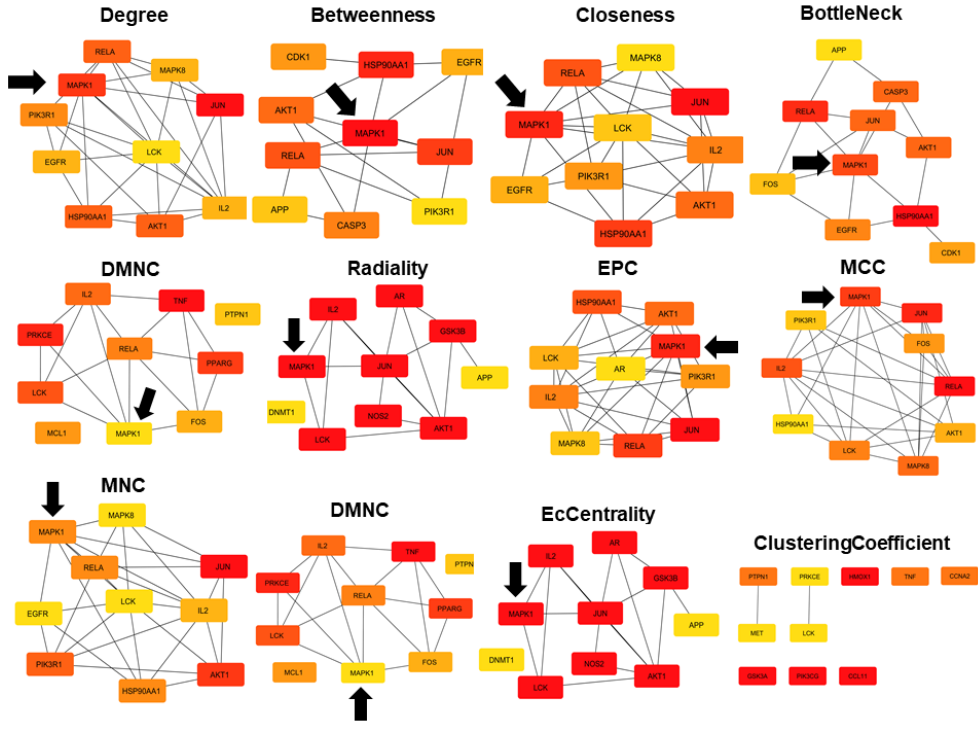 Degree
RELA
MAPK8
MAPK1
JUN
PIK3R1
LCK
EGFR
IL2
HSP90AA1
AKT1
Betweenness
CDK1
HSP90AA1
EGFR
AKT1
MAPK1
RELA
JUN
APP
CASP3
PIK3R1
Closeness
MAPK8
RELA
JUN
MAPK1
LCK
IL2
PIK3R1
EGFR
AKT1
HSP90AA1
BottleNeck
APP
CASP3
RELA
JUN
AKT1
MAPK1
FOS
HSP90AA1
EGFR
CDK1
DMNC
IL2
TNF
PTPN1
PRKCE
RELA
PPARG
LCK
FOS
MCL1
MAPK1
Radiality
AR
IL2
GSK3B
MAPK1
JUN
APP
DNMT1
NOS2
AKT1
LCK
EPC
HSP90AA1
AKT1
MAPK1
LCK
AR
PIK3R1
IL2
JUN
MAPK8
RELA
MCC
MAPK1
JUN
PIK3R1
FOS
IL2
RELA
HSP90AA1
AKT1
LCK
MAPK8
MNC
MAPK8
MAPK1
RELA
JUN
LCK
EGFR
IL2
PIK3R1
AKT1
HSP90AA1
DMNC
IL2
TNF
PTPN
PRKCE
RELA
PPARG
LCK
FOS
MCL1
MAPK1
EcCentrality
AR
IL2
GSK3B
MAPK1
JUN
APP
DNMT1
NOS2
AKT1
LCK
ClusteringCoefficient
PTPN1 PRKCE HMOX1 TNF CCNA2
MET LCK
GSK3A PIK3CG CCL11